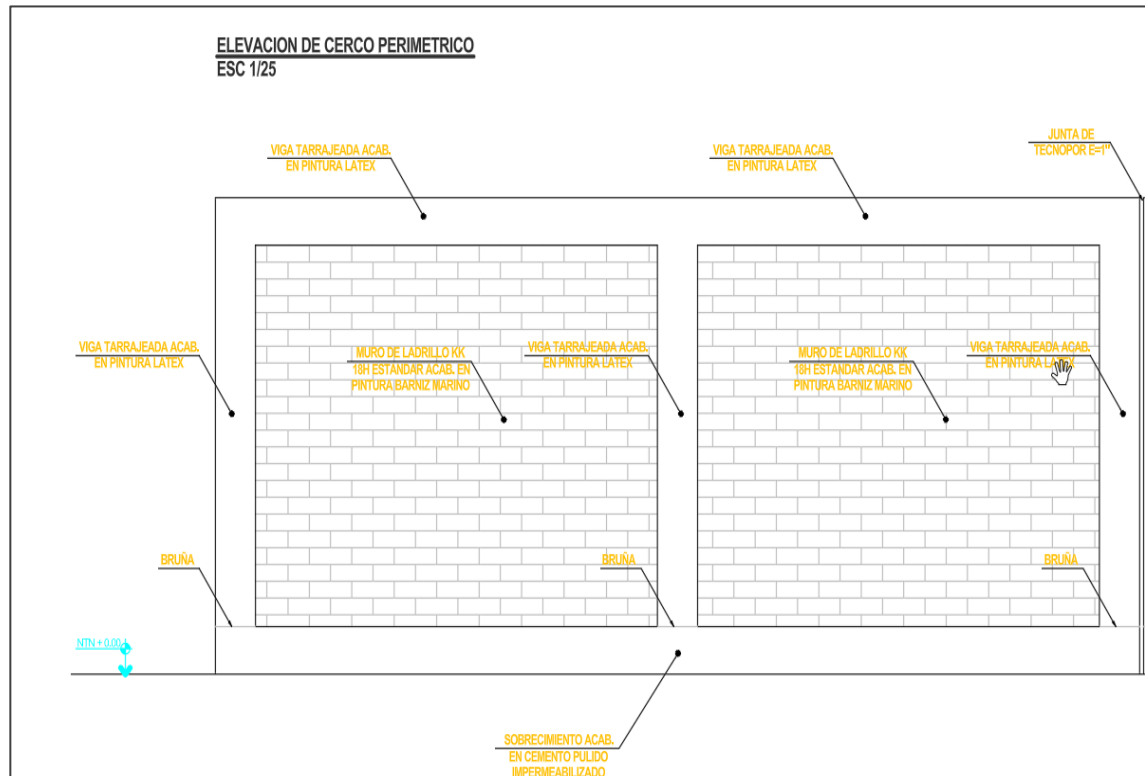 ELEVACION DE CERCO PERIMETRICO
ESC 1/25
JUNTA DE
TECNOPOR E=1"
VIGA TARRAJEADA ACAB.
EN PINTURA LATEX
VIGA TARRAJEADA ACAB.
EN PINTURA LATEX
VIGA TARRAJEADA ACAB.
EN PINTURA LATEX
MURO DE LADRILLO KK
18H ESTANDAR ACAB. EN
PINTURA BARNIZ MARINO
VIGA TARRAJEADA ACAB.
EN PINTURA LATEX
MURO DE LADRILLO KK
18H ESTANDAR ACAB. EN
PINTURA BARNIZ MARINO
VIGA TARRAJEADA ACAB.
EN PINTURA LATEX
BRUÑA
BRUÑA
BRUÑA
NTN + 0.00
SOBRECIMIENTO ACAB.
EN CEMENTO PULIDO
IMPERMEABILIZADO